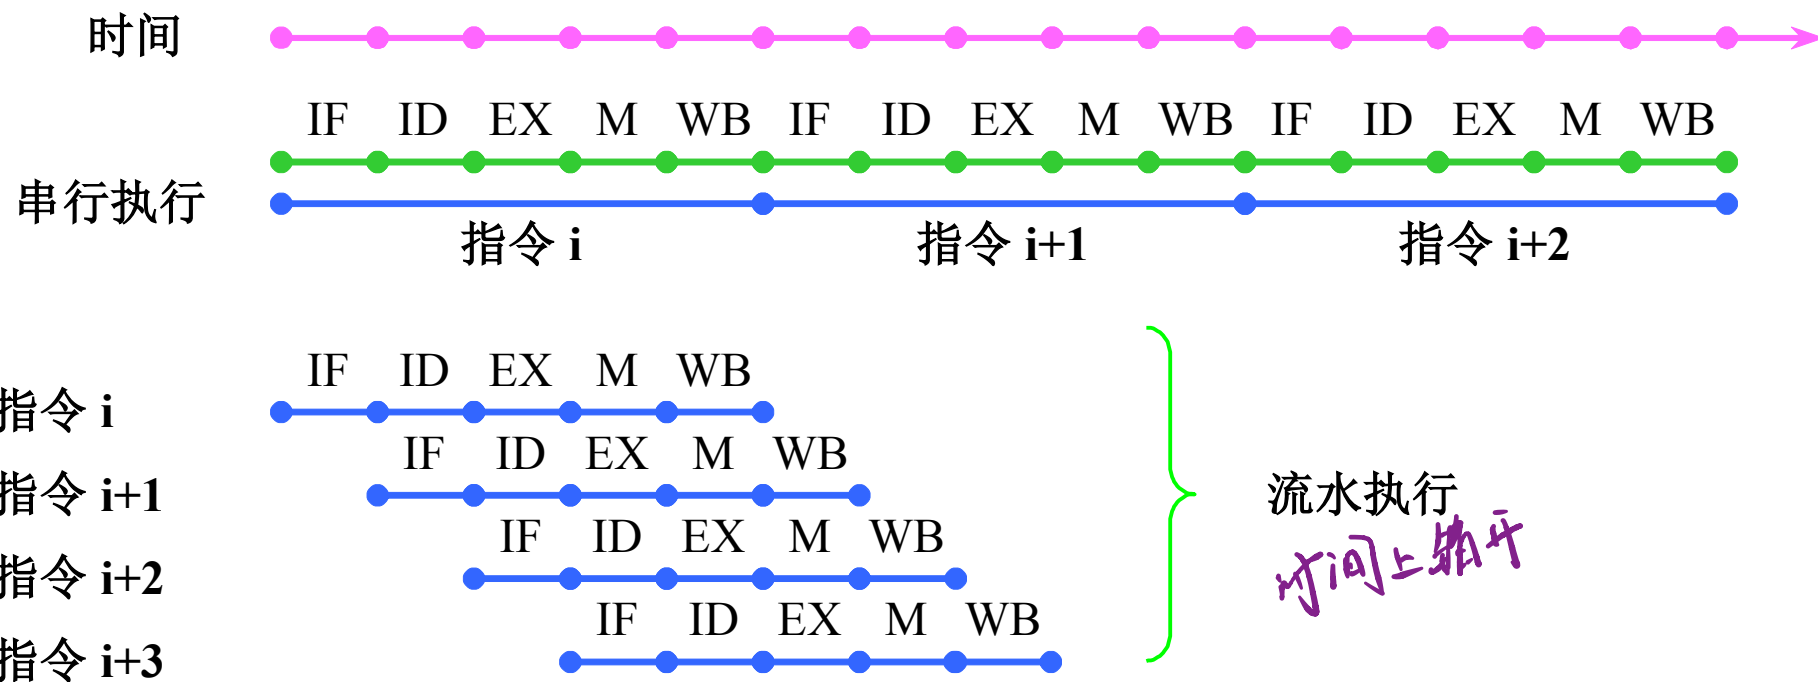 时间
IF ID EX M WB IF ID EX M WB IF ID EX M WB
串行执行
指令 i 指令 i+1 指令 i+2
IF ID EX M WB
指令 i
IF ID EX M WB
指令 i+1
流水执行
IF ID EX M WB
时间上
指令 i+2
IF ID EX M WB
指令 i+3